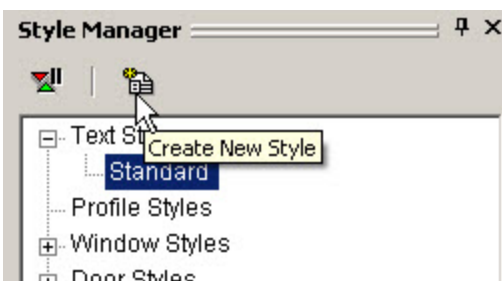 Style Manager
Text St
Create New Style
Standard
Profile Styles
Window Styles
Door Styles